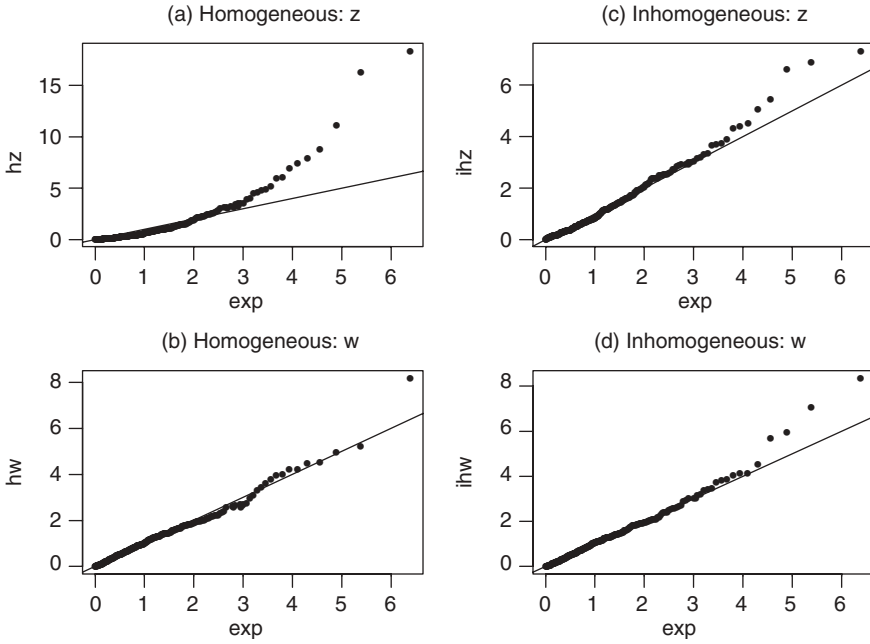 (a) Homogeneous: z
hz
15
10
5
0
0 1 2 3 4 5 6
exp
(c) Inhomogeneous: z
ihz
6
4
2
0
0 1 2 3 4 5 6
exp
(b) Homogeneous: w
hw
8
6
4
2
0
0 1 2 3 4 5 6
exp
(d) Inhomogeneous: w
ihw
8
6
4
2
0
0 1 2 3 4 5 6
exp